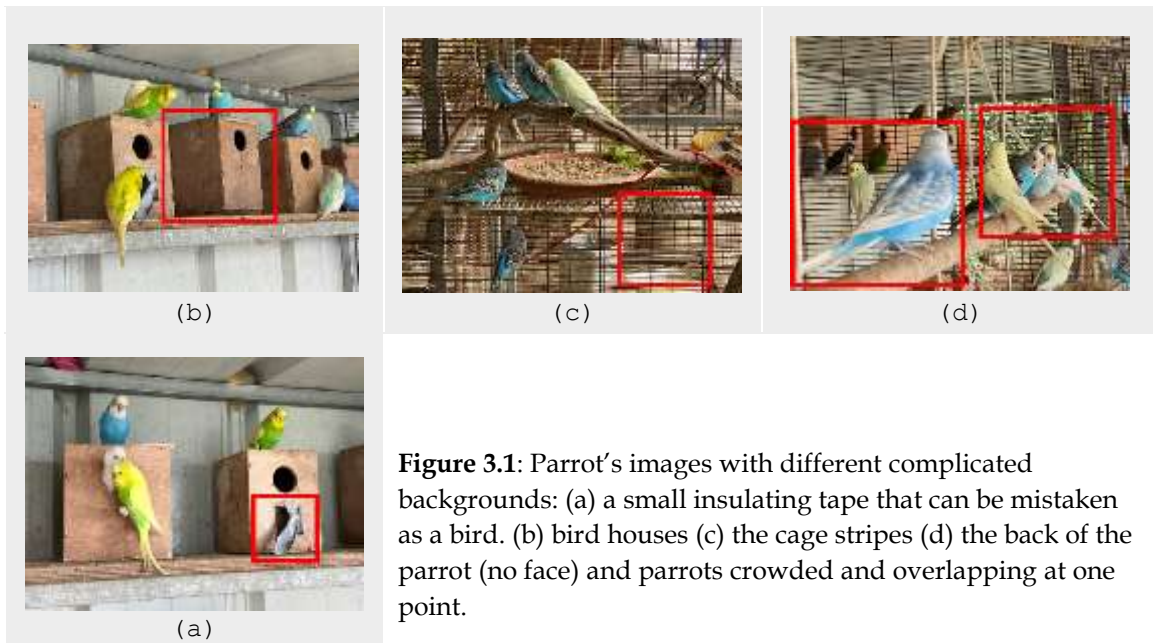 (b)
(c)
(d)
(a)
Figure 3.1: Parrot’s images with different complicated
backgrounds: (a) a small insulating tape that can be mistaken
as a bird. (b) bird houses (c) the cage stripes (d) the back of the
parrot (no face) and parrots crowded and overlapping at one
point.